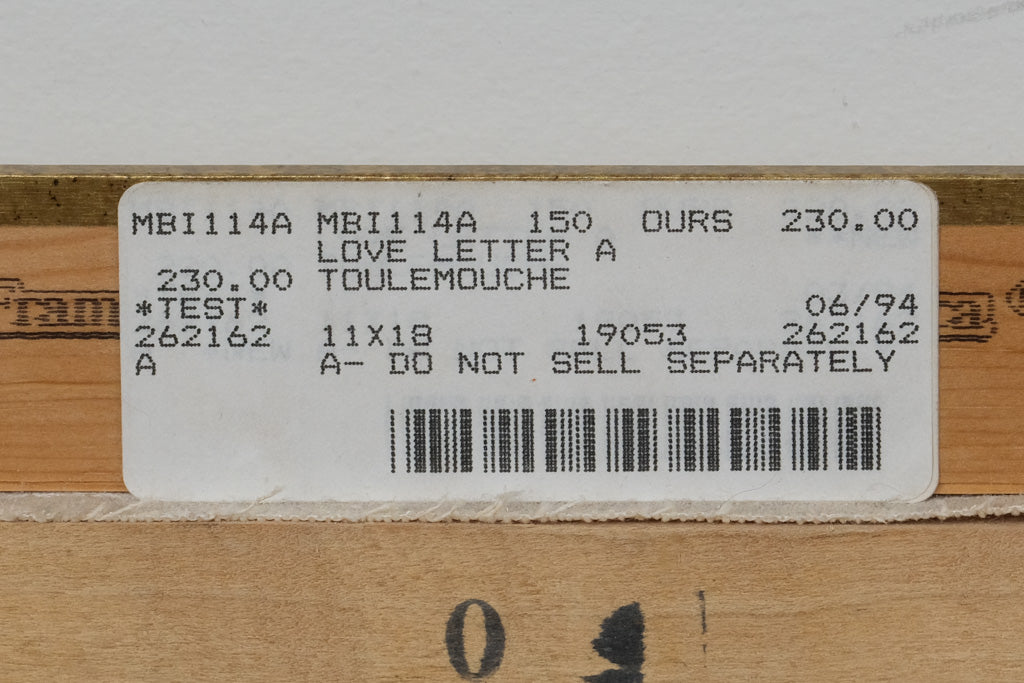 MBI114A MBI114A 150 OURS 230.00
LOVE LETTER A
230.00 TOULEMOUCHE
*TEST* 06/94
262162 11X18 19053 262162
A A- DO NOT SELL SEPARATELY
0